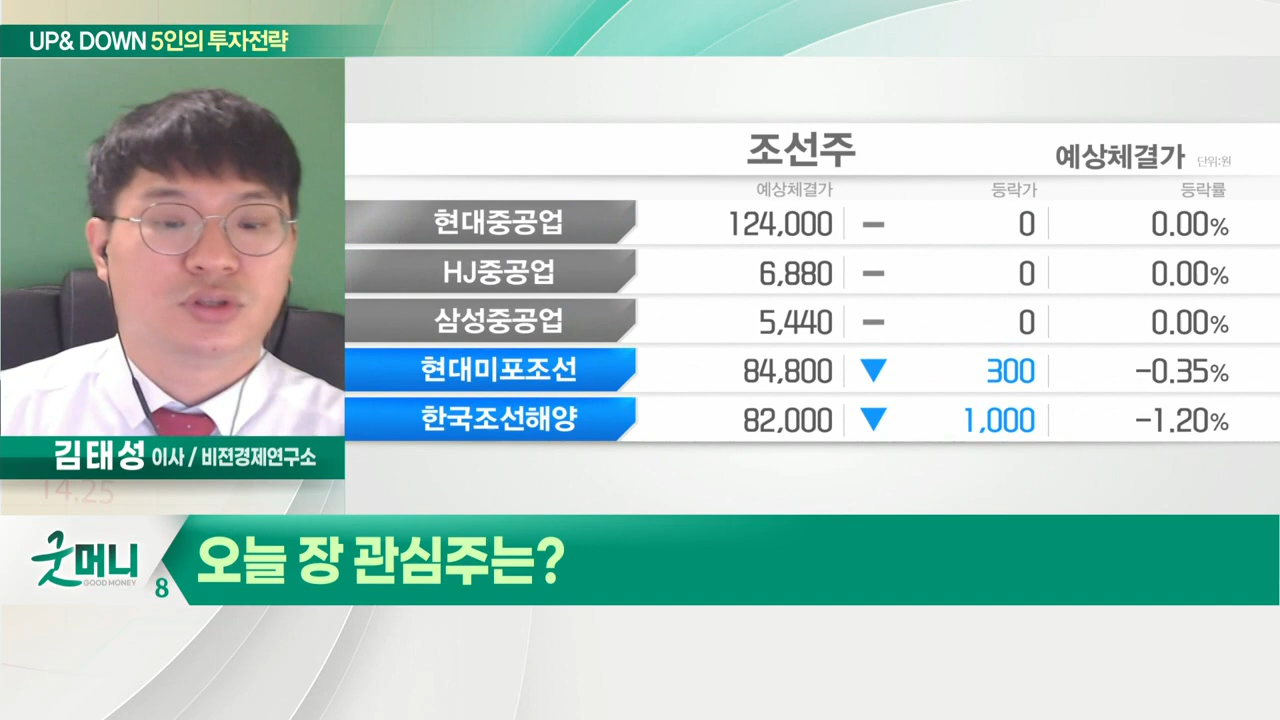 UP& DOWN 5인의 투자전략
조선주 예상체결가 단위:원
예상체결가 등락가 등락률
현대중공업 124,000 0 0.00%
HJ중공업 6,880 0 0.00%
삼성중공업 5,440 0 0.00%
현대미포조선 84,800 ▼ 300 -0.35%
한국조선해양 82,000 ▼ 1,000 -1.20%
김태성 이사 / 비전경제연구소
14.25
굿머니 GOOD MONEY 8
오늘 장 관심주는?